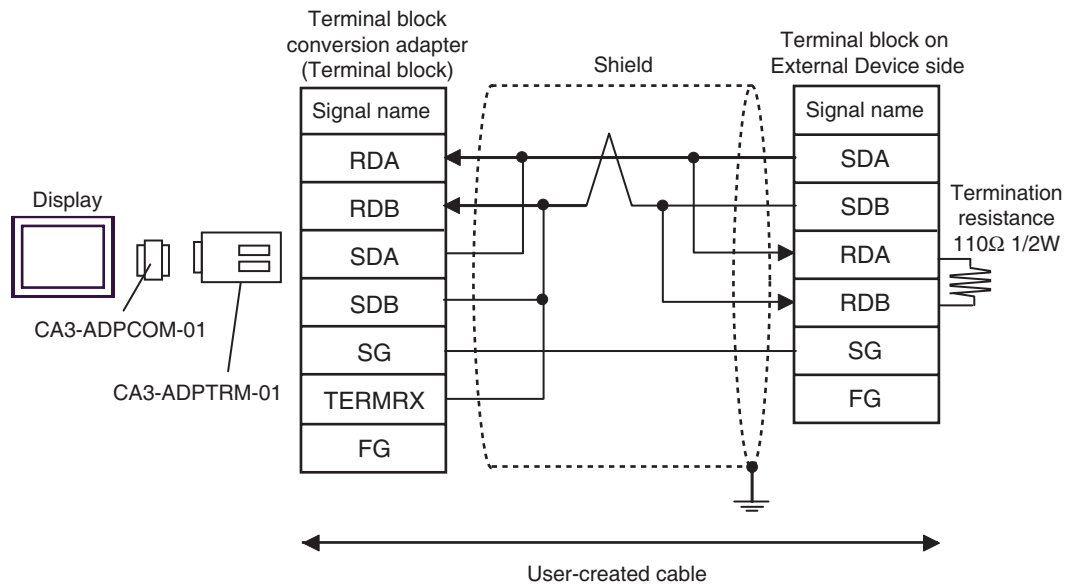 Terminal block
conversion adapter
(Terminal block)
Shield
Terminal block on
External Device side
Signal name
RDA
RDB
SDA
SDB
SG
TERMRX
FG
Signal name
SDA
SDB
RDA
RDB
SG
FG
Termination
resistance
110Ω 1/2W
Display
CA3-ADPCOM-01
CA3-ADPTRM-01
User-created cable